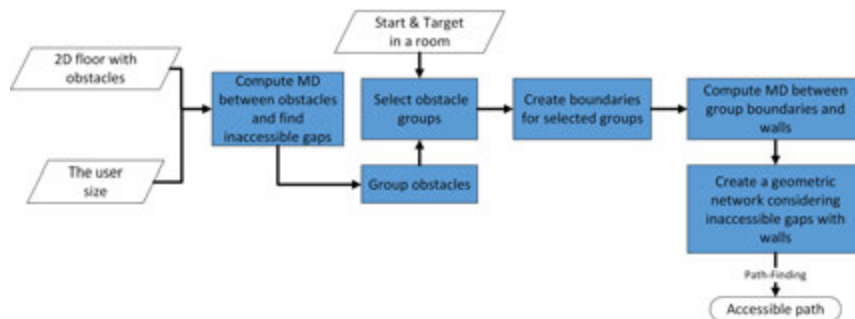 Start & Target
in a room
2D floor with
obstacles
The user
size
Compute MD
between obstacles
and find
inaccessible gaps
Select obstacle
groups
Group obstacles
Create boundaries
for selected groups
Compute MD between
group boundaries and
walls
Create a geometric
network considering
inaccessible gaps with
walls
Path-Finding
Accessible path